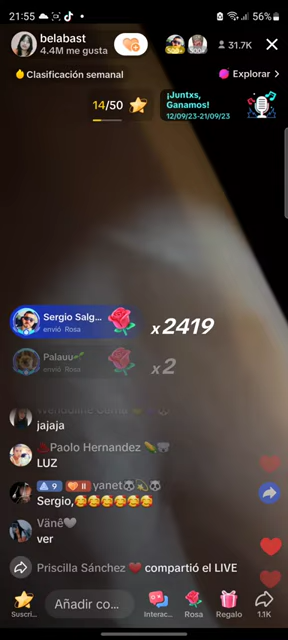 21:55
56%
belabast
4.4M me gusta
31.7K
Clasificación semanal
Explorar >
14/50
¡Juntxs,
Ganamos!
12/09/23-21/09/23
Sergio Salg...
envió Rosa
x2419
Palauu
envió Rosa
x2
jajaja
Paolo Hernandez
LUZ
9
II
yanet
Sergio,🥰🥰🥰🥰🥰🥰
Vänê
ver
Priscilla Sánchez compartió el LIVE
Suscri...
Añadir co...
Interac...
Rosa
Regalo
1.1K